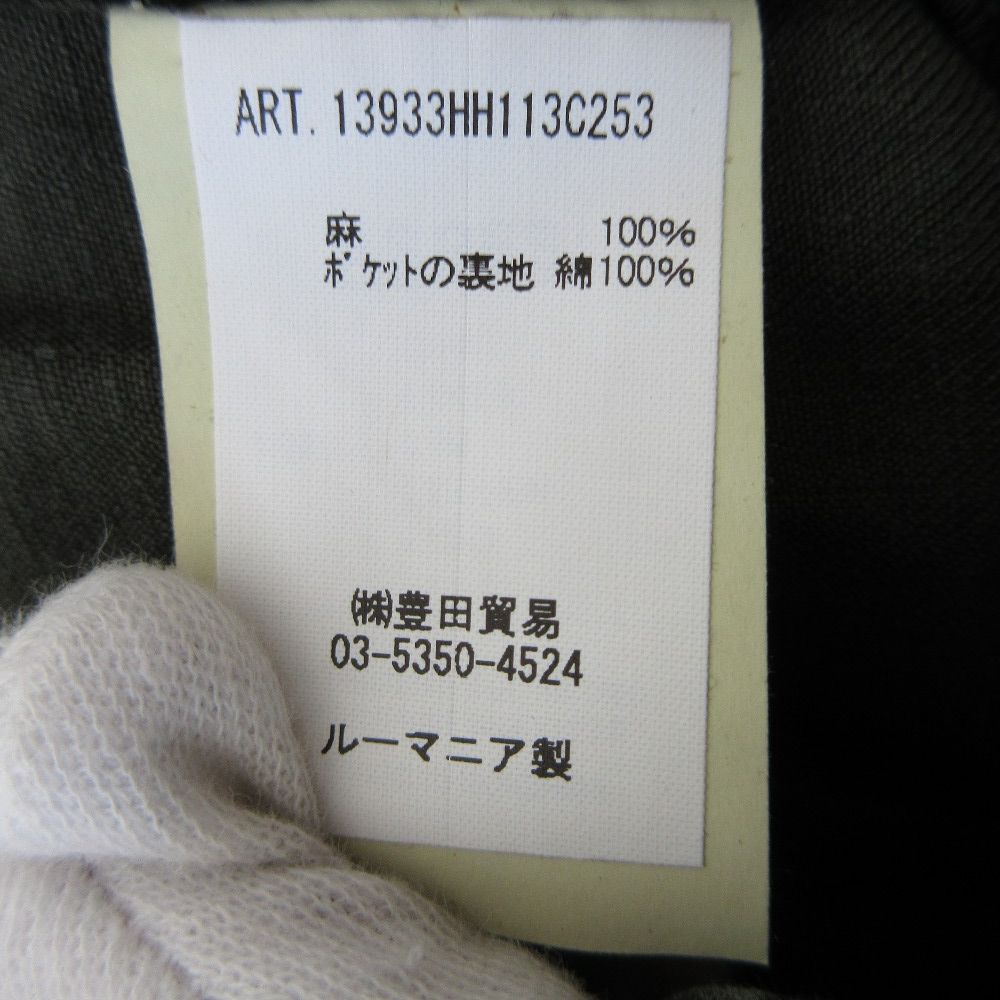 ART. 13933HH113C253
麻 100%
ポケットの裏地 綿100%
㈱豊田貿易
03-5350-4524
ルーマニア製